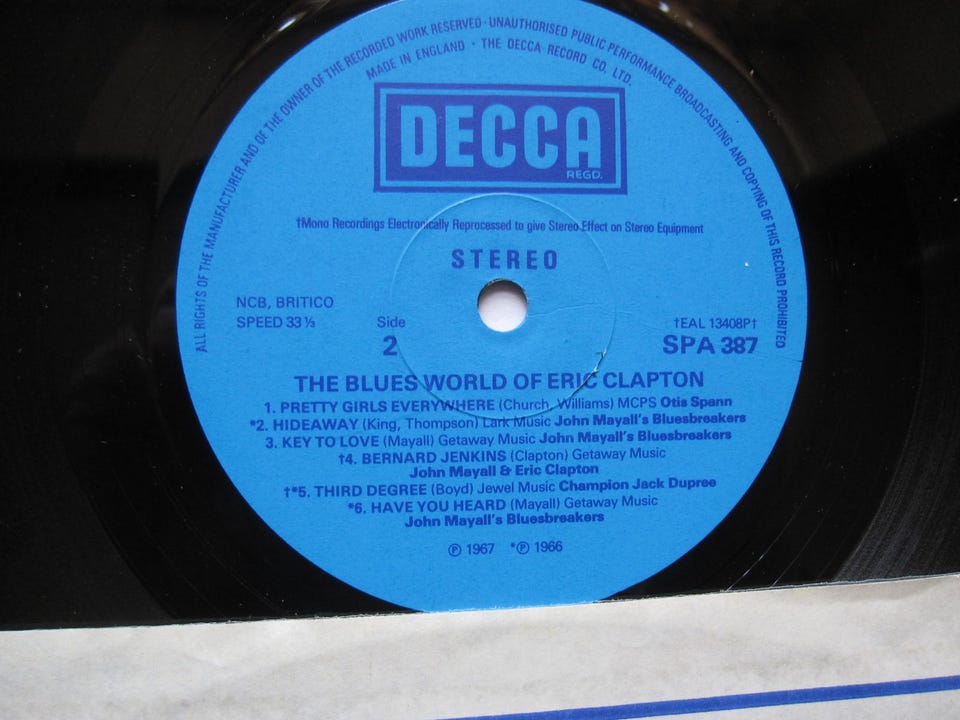 ALL RIGHTS OF THE MANUFACTURER AND OF THE OWNER OF THE RECORDED WORK RESERVED · UNAUTHORISED PUBLIC PERFORMANCE BROADCASTING AND COPYING OF THIS RECORD PROHIBITED
MADE IN ENGLAND · THE DECCA RECORD CO. LTD.
DECCA
REGD.
†Mono Recordings Electronically Reprocessed to give Stereo Effect on Stereo Equipment
STEREO
NCB, BRITICO
SPEED 33⅓
Side
2
†EAL 13408P†
SPA 387
THE BLUES WORLD OF ERIC CLAPTON
1. PRETTY GIRLS EVERYWHERE (Church, Williams) MCPS Otis Spann
*2. HIDEAWAY (King, Thompson) Lark Music John Mayall's Bluesbreakers
3. KEY TO LOVE (Mayall) Getaway Music John Mayall's Bluesbreakers
†4. BERNARD JENKINS (Clapton) Getaway Music
John Mayall & Eric Clapton
†*5. THIRD DEGREE (Boyd) Jewel Music Champion Jack Dupree
*6. HAVE YOU HEARD (Mayall) Getaway Music
John Mayall's Bluesbreakers
℗ 1967 *℗ 1966